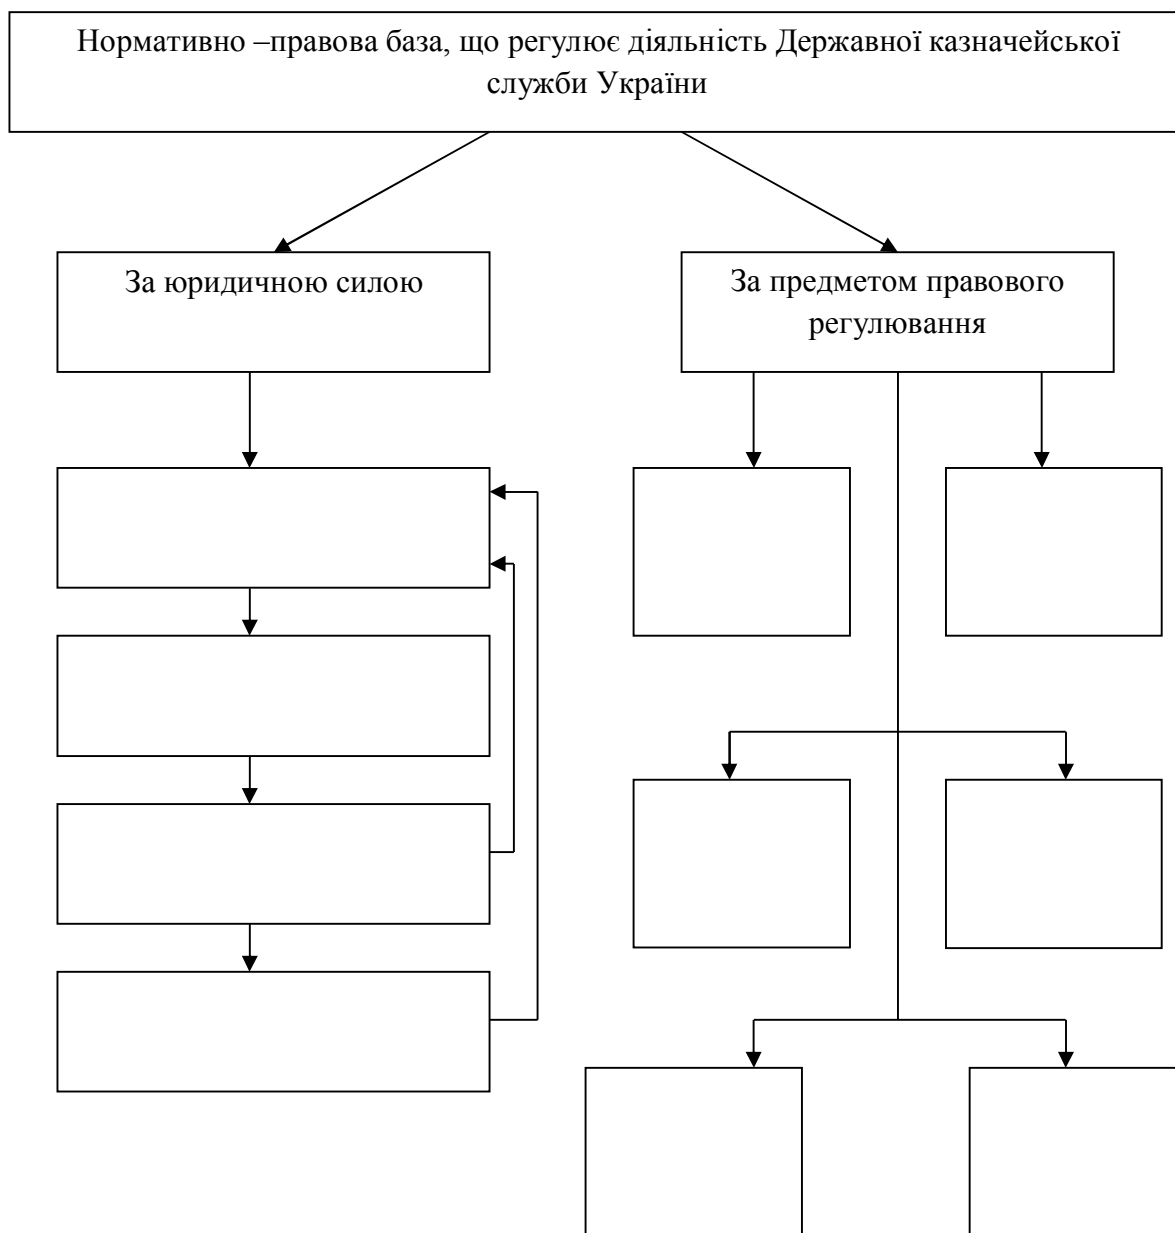 Нормативно –правова база, що регулює діяльність Державної казначейської
служби України
За юридичною силою
За предметом правового
регулювання